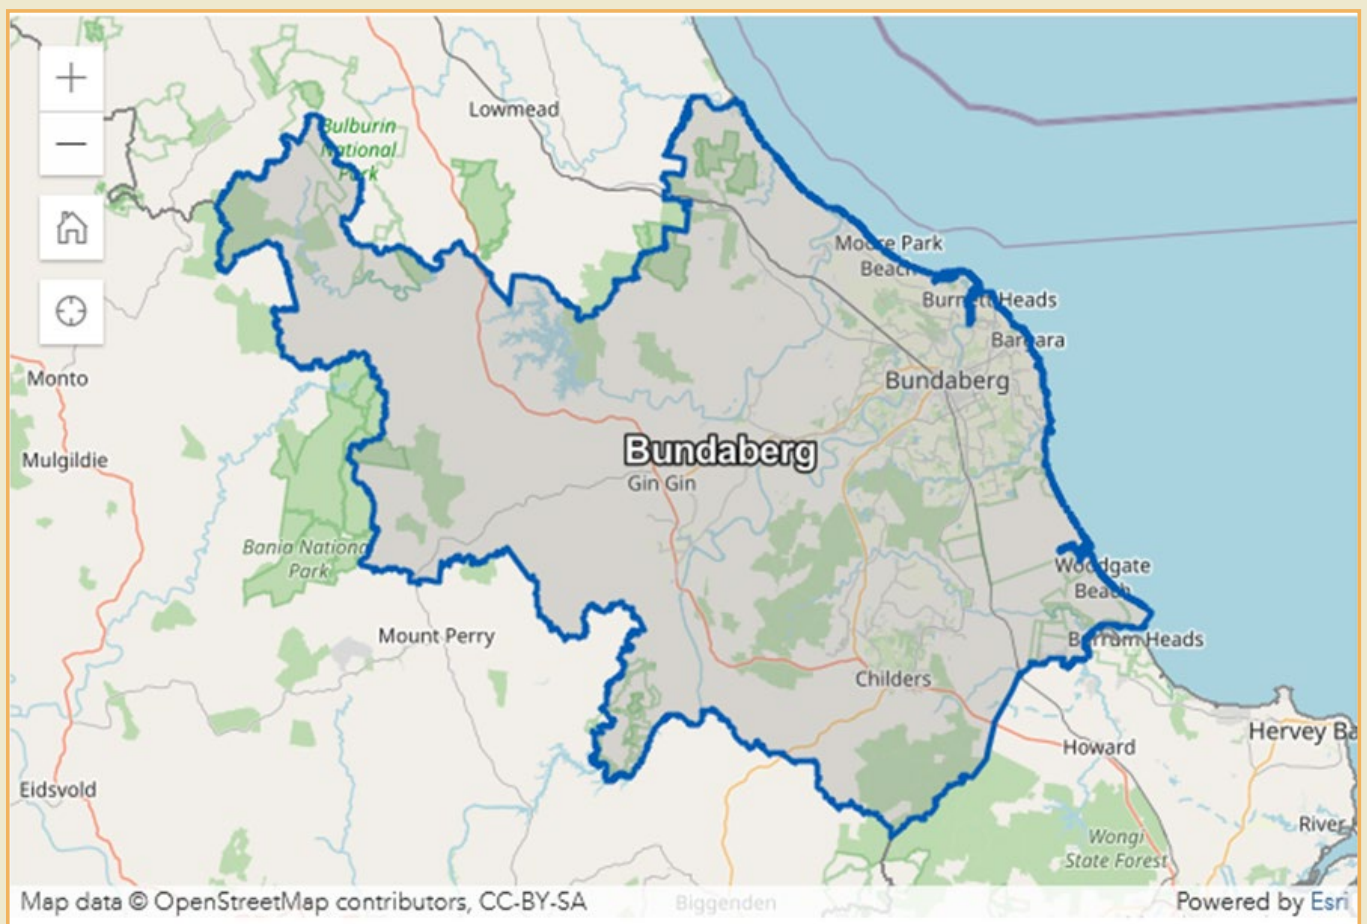 Lowmead
Bulburin
National
Park
Moore Park
Beach
Burnett Heads
Bargara
Monto
Bundaberg
Bundaberg
Mulgildie
Gin Gin
Bania National
Park
Woodgate
Beach
Mount Perry
Burrum Heads
Childers
Hervey Ba
Howard
Eidsvold
River
Wongi
State Forest
Map data © OpenStreetMap contributors, CC-BY-SA
Biggenden
Powered by Esri